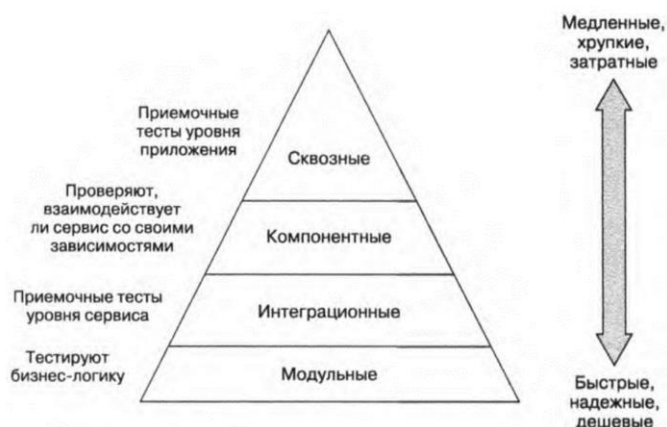 Медленные,
хрупкие,
затратные
Приемочные
тесты уровня
приложения
Сквозные
Проверяют,
взаимодействует
ли сервис со своими
зависимостями
Компонентные
Приемочные тесты
уровня сервиса
Интеграционные
Тестируют
бизнес-логику
Модульные
Быстрые,
надежные,
дешевые